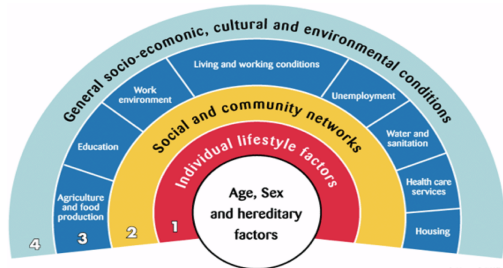 General socio-ecomonic, cultural and environmental conditions
Living and working conditions
Work
environment
Unemployment
Education
Water and
sanitation
Agriculture
and food
production
Health care
services
Housing
Social and community networks
Individual lifestyle factors
Age, Sex
and hereditary
factors
4
3
2
1